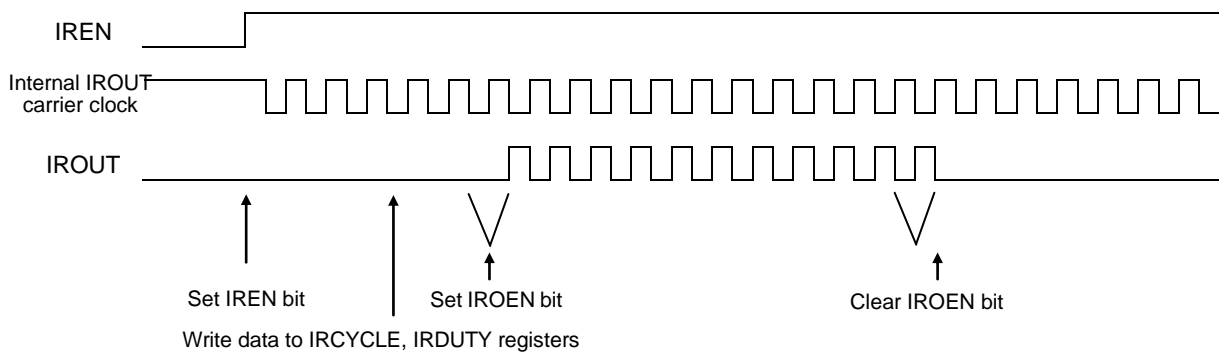 IREN
Internal IROUT
carrier clock
IROUT
Set IREN bit
Set IROEN bit
Clear IROEN bit
Write data to IRCYCLE, IRDUTY registers